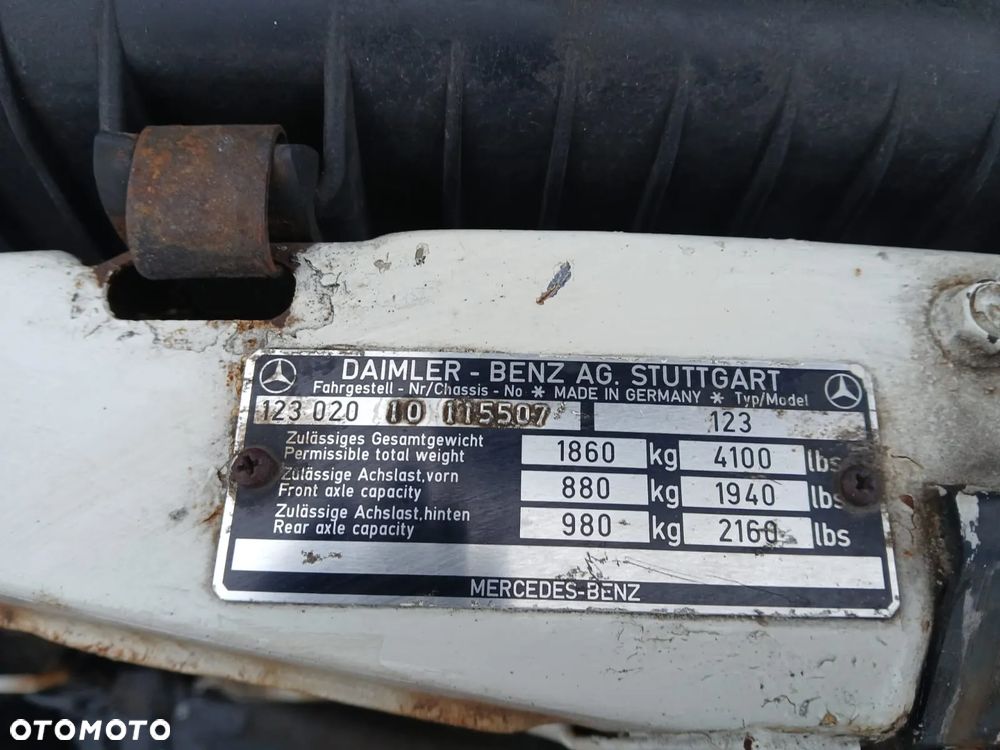 DAIMLER - BENZ AG. STUTTGART
Fahrgestell - Nr/Chassis - No * MADE IN GERMANY * Typ/Model
123 020 10 115507 123
Zulässiges Gesamtgewicht
Permissible total weight 1860 kg 4100 lbs
Zulässige Achslast,vorn
Front axle capacity 880 kg 1940 lbs
Zulässige Achslast,hinten
Rear axle capacity 980 kg 2160 lbs
MERCEDES-BENZ
OTOMOTO